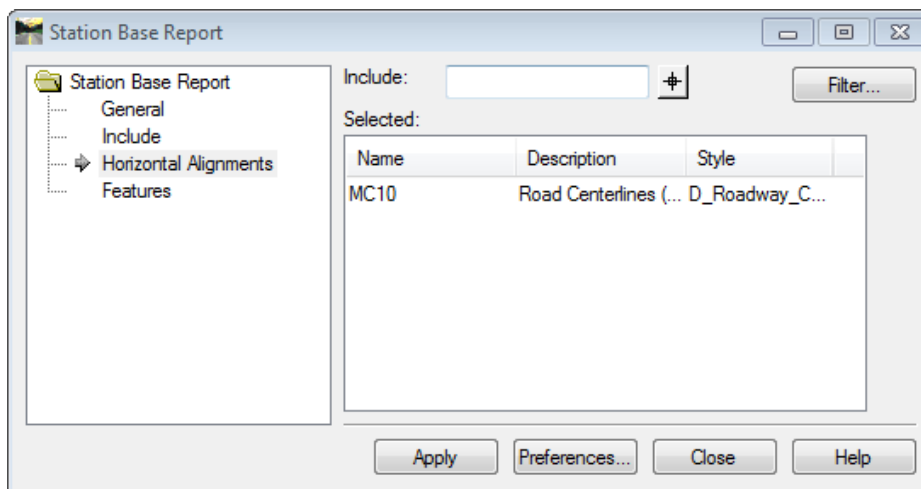 Station Base Report
Station Base Report
General
Include
Horizontal Alignments
Features
Include:
Filter...
Selected:
Name Description Style
MC10 Road Centerlines (... D_Roadway_C...
Apply Preferences... Close Help